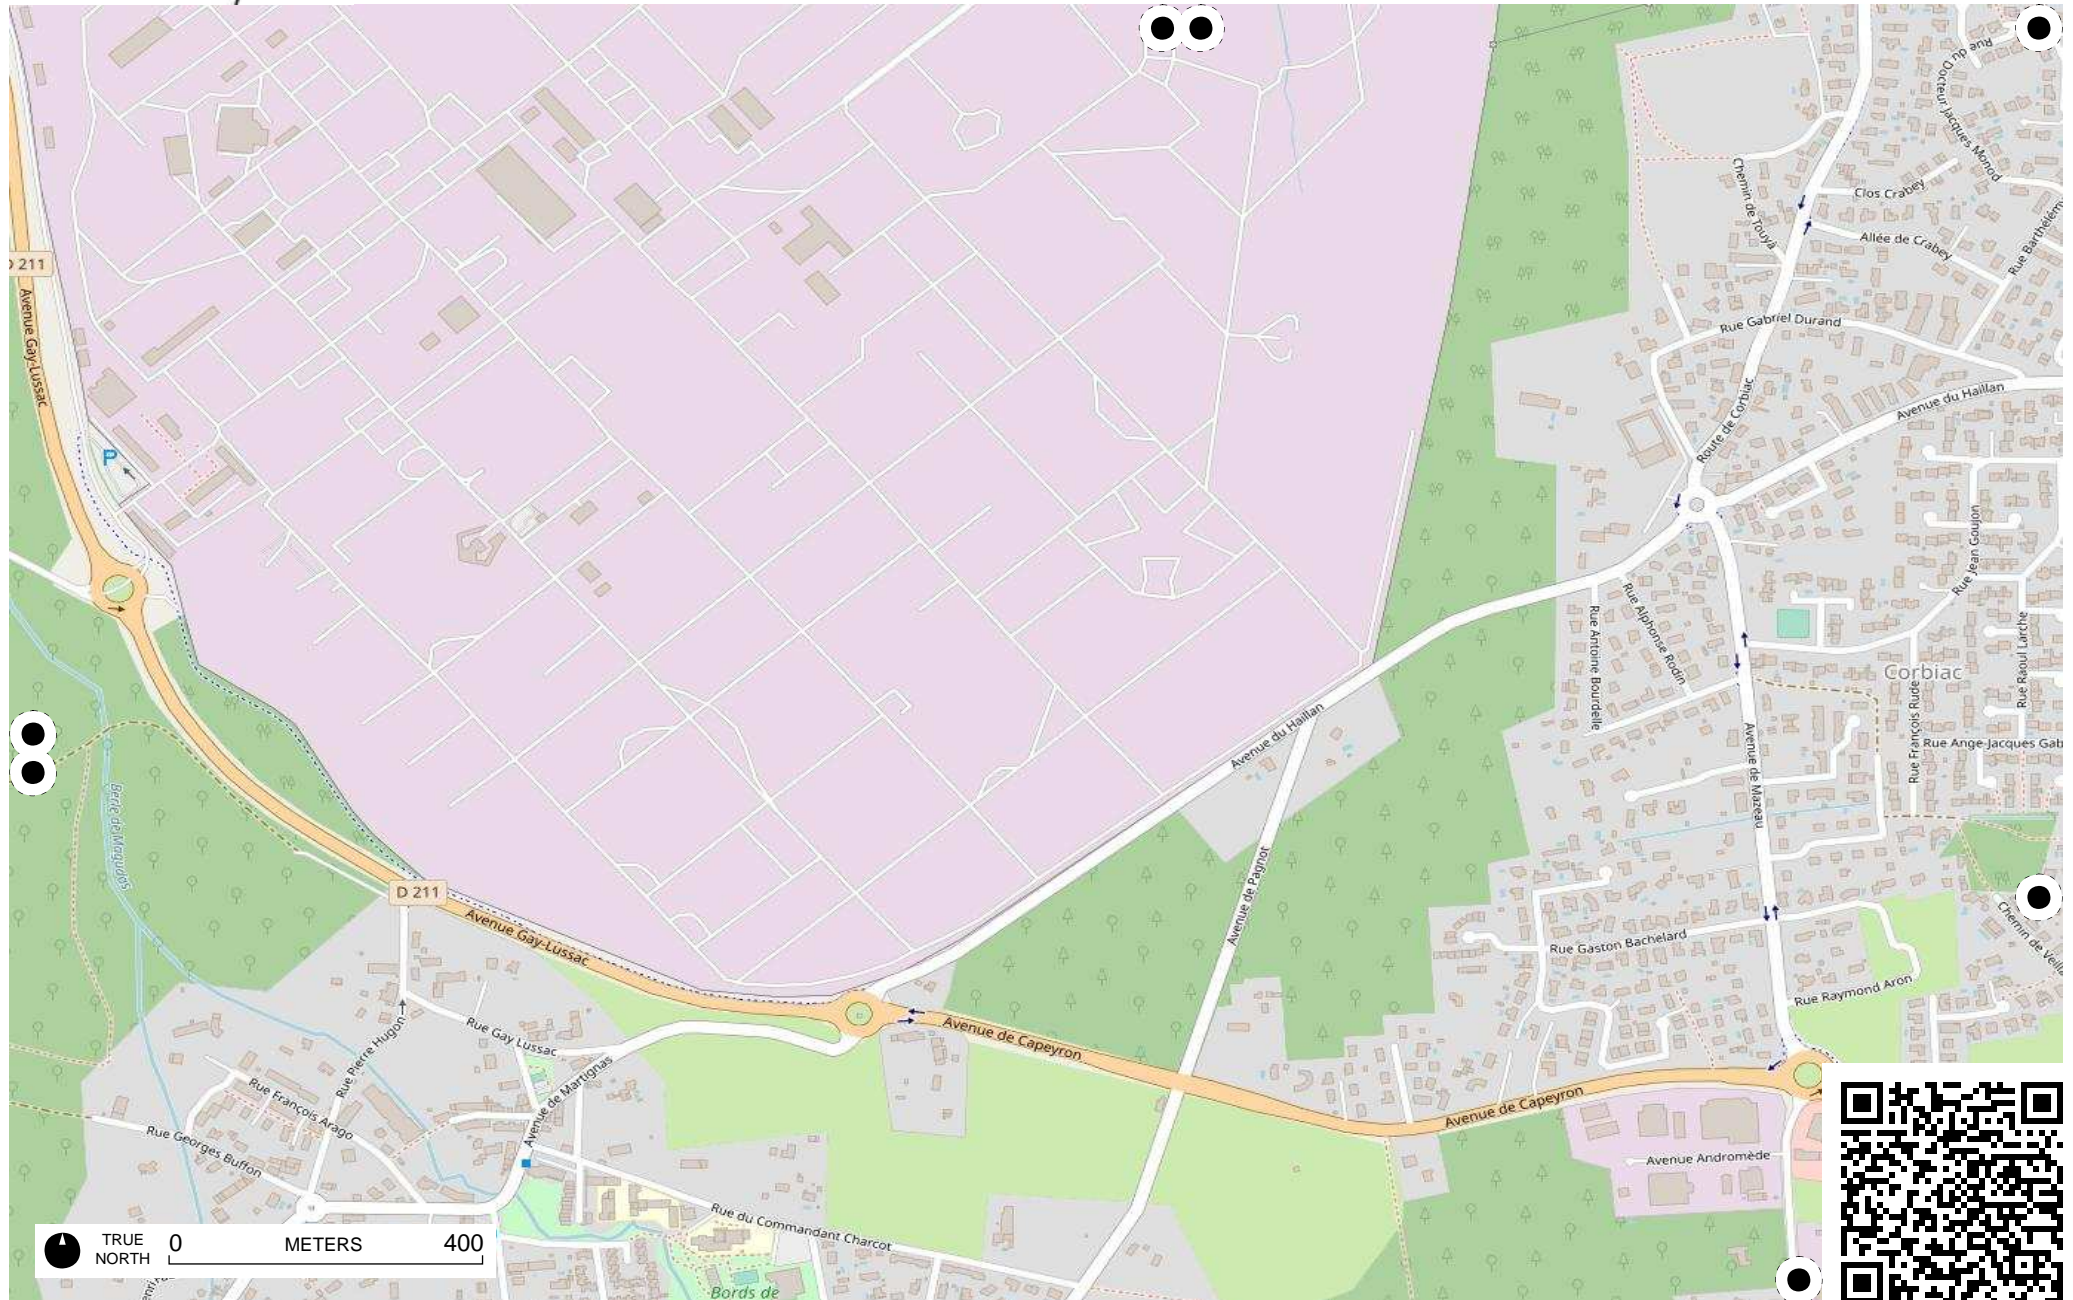 Rue du Docteur Jacques Monod
Clos Crabey
Chemin de Touyà
Allée de Crabey
Rue Barthélém
D 211
Avenue Gay-Lussac
Rue Gabriel Durand
Avenue du Haillan
Route de Corbiac
P
Rue Jean Goujon
Rue Antoine Bourdelle
Rue Alphonse Rodin
Rue Raoul Larche
Corbiac
Rue François Rude
Avenue du Haillan
Rue Ange-Jacques Gab
Avenue de Mazeau
Berle de Magudas
Avenue de Pagnot
D 211
Avenue Gay-Lussac
Rue Gaston Bachelard
Chemin de Veilla
Rue Raymond Aron
Rue Gay Lussac
Avenue de Capeyron
Rue Pierre Hugon
Avenue de Martignas
Rue François Arago
Avenue de Capeyron
Rue Georges Buffon
Avenue Andromède
Rue du Commandant Charcot
TRUE NORTH
0 METERS 400
Bords de